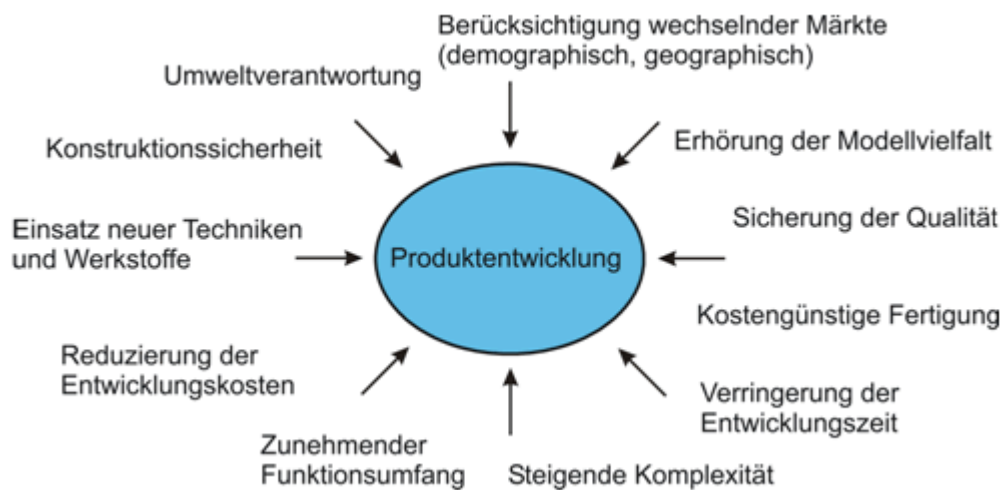 Berücksichtigung wechselnder Märkte
(demographisch, geographisch)
Umweltverantwortung
Erhörung der Modellvielfalt
Konstruktionssicherheit
Sicherung der Qualität
Einsatz neuer Techniken
und Werkstoffe
Produktentwicklung
Kostengünstige Fertigung
Reduzierung der
Entwicklungskosten
Verringerung der
Entwicklungszeit
Zunehmender
Funktionsumfang
Steigende Komplexität